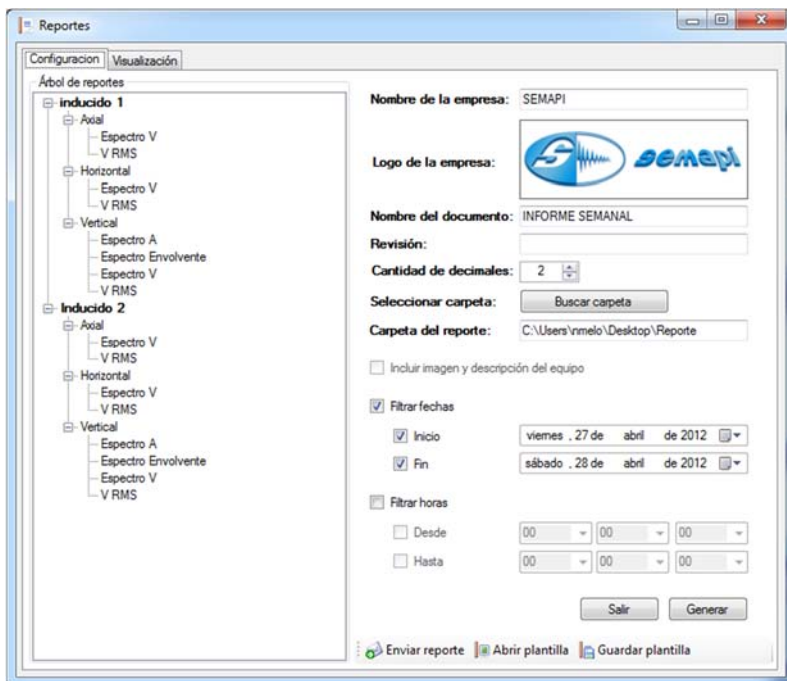 Reportes
Configuracion Visualización
Árbol de reportes
inducido 1
Axial
Espectro V
V RMS
Horizontal
Espectro V
V RMS
Vertical
Espectro A
Espectro Envolvente
Espectro V
V RMS
Inducido 2
Axial
Espectro V
V RMS
Horizontal
Espectro V
V RMS
Vertical
Espectro A
Espectro Envolvente
Espectro V
V RMS
Nombre de la empresa: SEMAPI
Logo de la empresa: semapi
Nombre del documento: INFORME SEMANAL
Revisión:
Cantidad de decimales: 2
Seleccionar carpeta: Buscar carpeta
Carpeta del reporte: C:\Users\nmelo\Desktop\Reporte
Incluir imagen y descripción del equipo
Filtrar fechas
Inicio viernes , 27 de abril de 2012
Fin sábado , 28 de abril de 2012
Filtrar horas
Desde 00 00 00
Hasta 00 00 00
Salir Generar
Enviar reporte Abrir plantilla Guardar plantilla